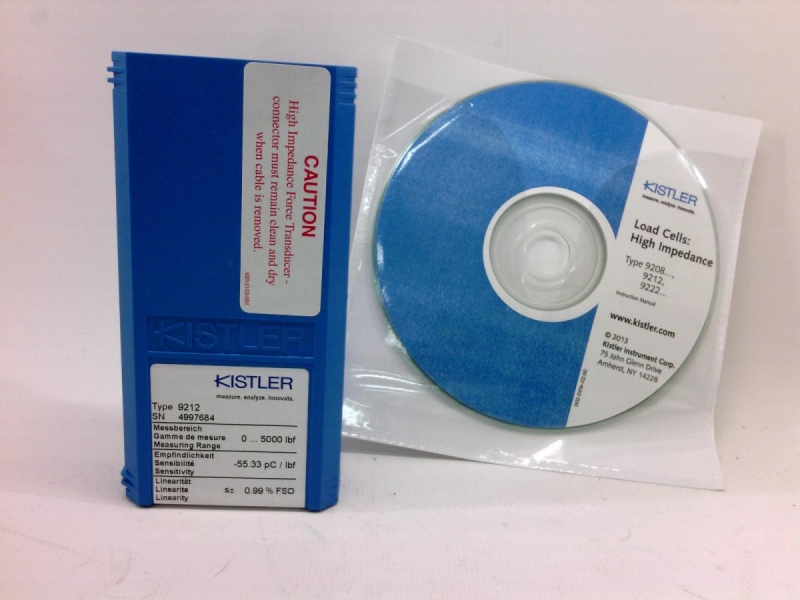 CAUTION
High Impedance Force Transducer -
connector must remain clean and dry
when cable is removed.
KISTLER
KISTLER
measure. analyze. innovate.
Type 9212
SN 4997684
Messbereich
Gamme de mesure 0 ... 5000 lbf
Measuring Range
Empfindlichkeit
Sensibilité -55.33 pC / lbf
Sensitivity
Linearität
Linearite ≤± 0.99 % FSO
Linearity
KISTLER
measure. analyze. innovate.
Load Cells:
High Impedance
Type 9208...,
9212,
9222...
Instruction Manual
www.kistler.com
© 2013
Kistler Instrument Corp.
75 John Glenn Drive
Amherst, NY 14228